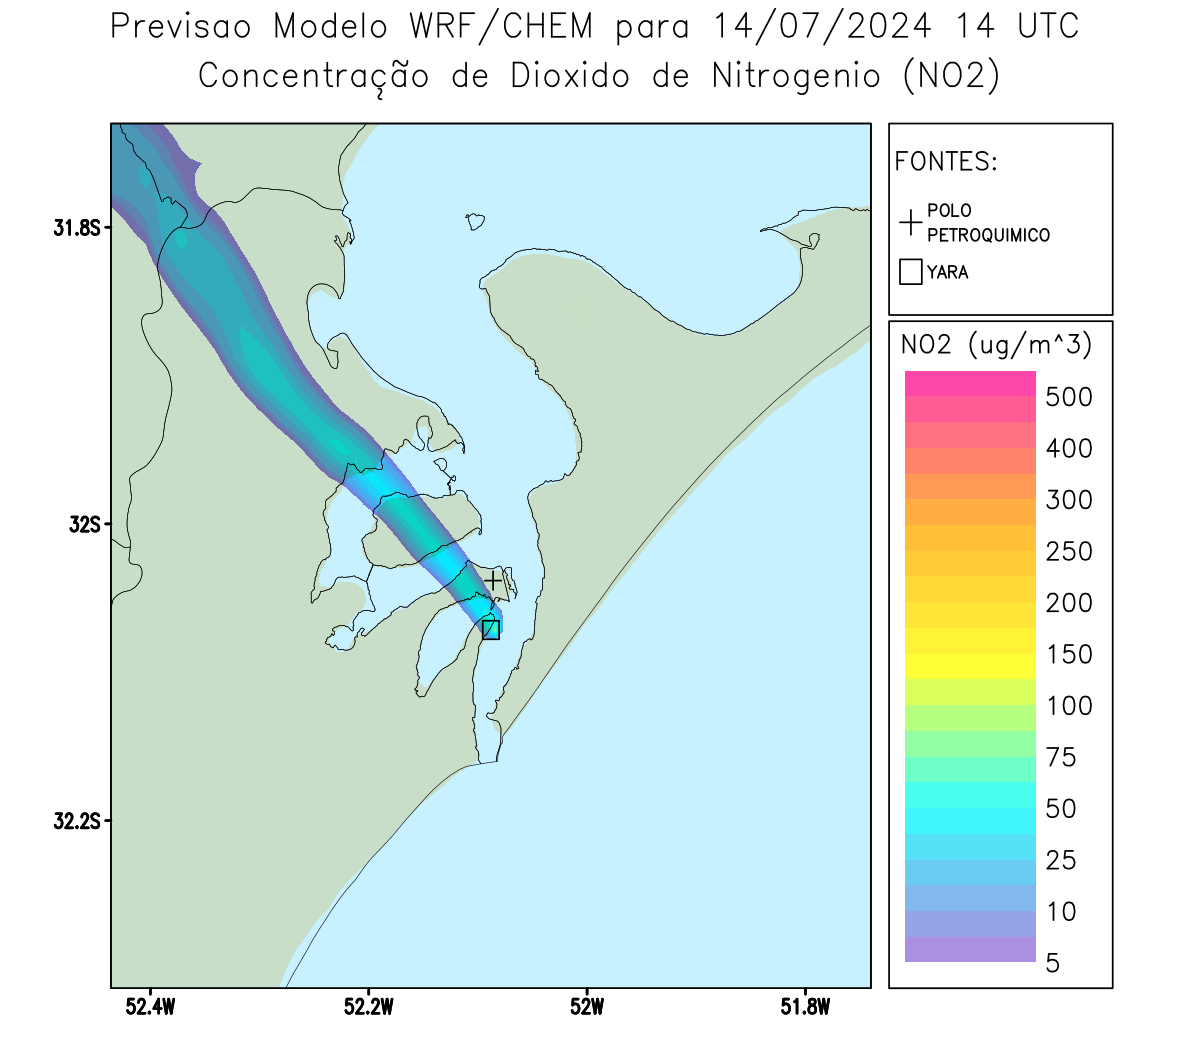 Previsao Modelo WRF/CHEM para 14/07/2024 14 UTC
Concentração de Dioxido de Nitrogenio (NO2)
FONTES:
POLO
PETROQUIMICO
YARA
31.8S
32S
32.2S
52.4W
52.2W
52W
51.8W
NO2 (ug/m^3)
500
400
300
250
200
150
100
75
50
25
10
5